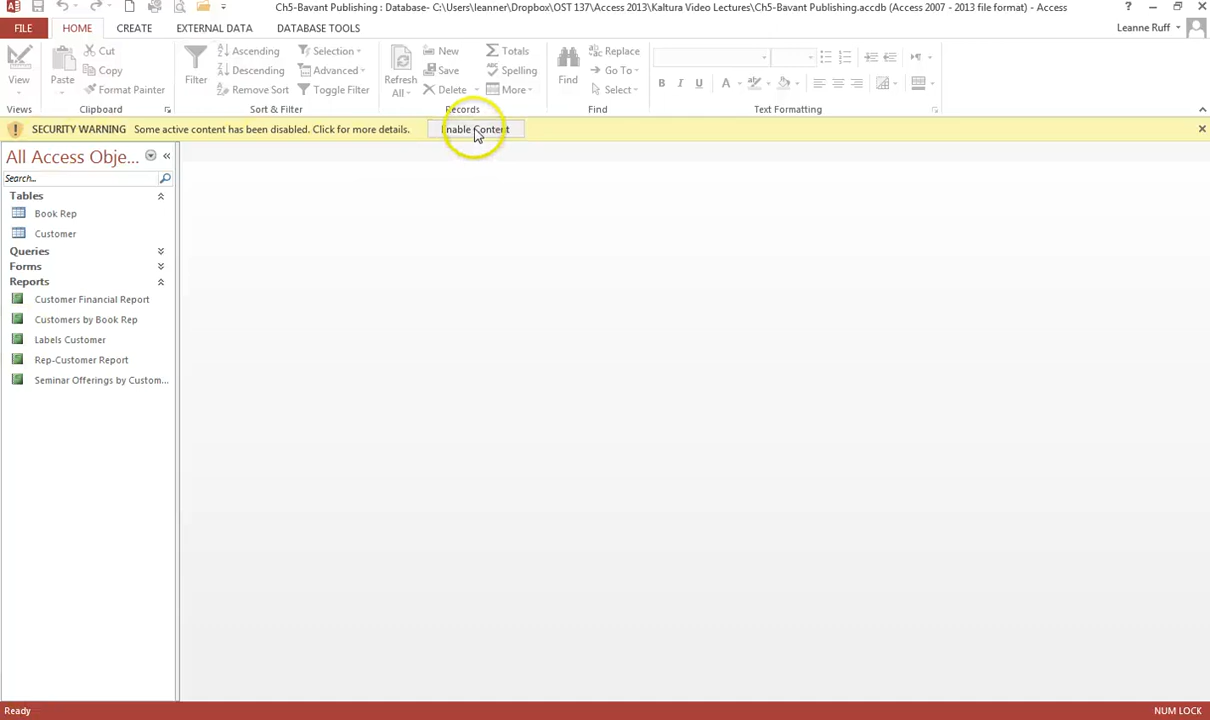 Ch5-Bavant Publishing : Database- C:\Users\leanner\Dropbox\OST 137\Access 2013\Kaltura Video Lectures\Ch5-Bavant Publishing.accdb (Access 2007 - 2013 file format) - Access
FILE HOME CREATE EXTERNAL DATA DATABASE TOOLS Leanne Ruff
Cut Ascending Selection New Totals Replace
Copy Descending Advanced Save Spelling Go To B I U A
View Paste Format Painter Filter Remove Sort Toggle Filter Refresh All Delete More Find Select
Views Clipboard Sort & Filter Records Find Text Formatting
SECURITY WARNING Some active content has been disabled. Click for more details. Enable Content
All Access Obje...
Search...
Tables
Book Rep
Customer
Queries
Forms
Reports
Customer Financial Report
Customers by Book Rep
Labels Customer
Rep-Customer Report
Seminar Offerings by Custom...
Ready NUM LOCK